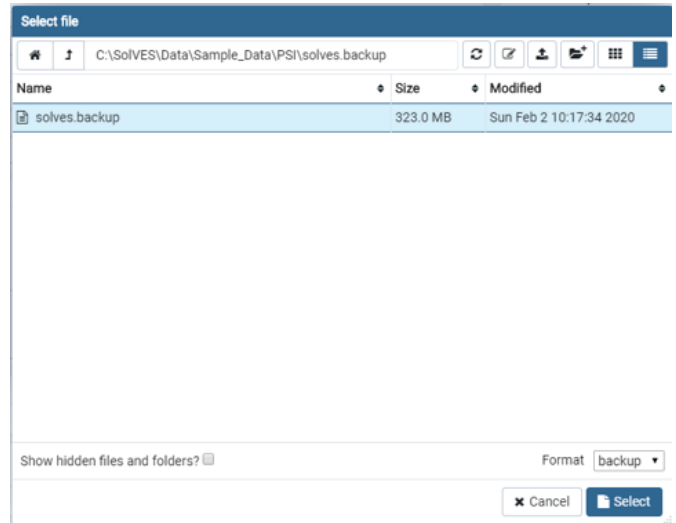 Select file
C:\SolVES\Data\Sample_Data\PSI\solves.backup
Name Size Modified
solves.backup 323.0 MB Sun Feb 2 10:17:34 2020
Show hidden files and folders? Format backup
Cancel Select